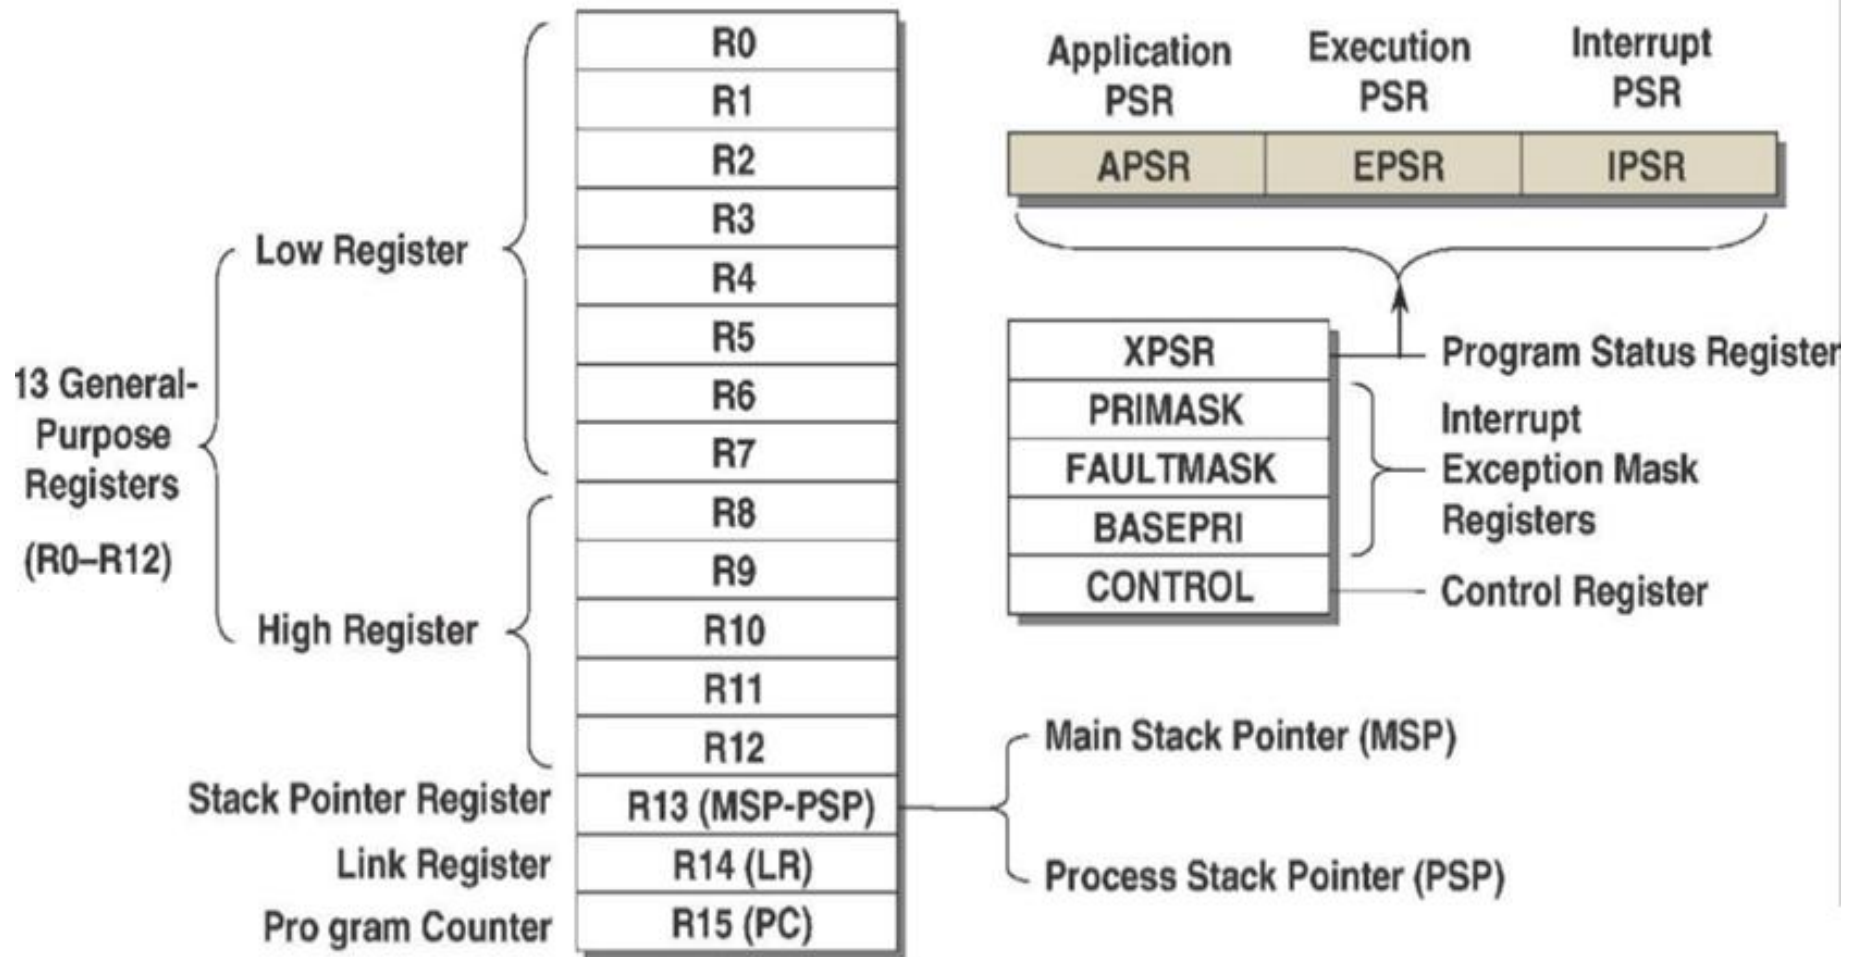 R0
R1
R2
R3
R4
R5
R6
R7
R8
R9
R10
R11
R12
R13 (MSP-PSP)
R14 (LR)
R15 (PC)
Low Register
13 General-
Purpose
Registers
(R0–R12)
High Register
Stack Pointer Register
Link Register
Pro gram Counter
Application
PSR
Execution
PSR
Interrupt
PSR
APSR
EPSR
IPSR
XPSR
PRIMASK
FAULTMASK
BASEPRI
CONTROL
Program Status Register
Interrupt
Exception Mask
Registers
Control Register
Main Stack Pointer (MSP)
Process Stack Pointer (PSP)